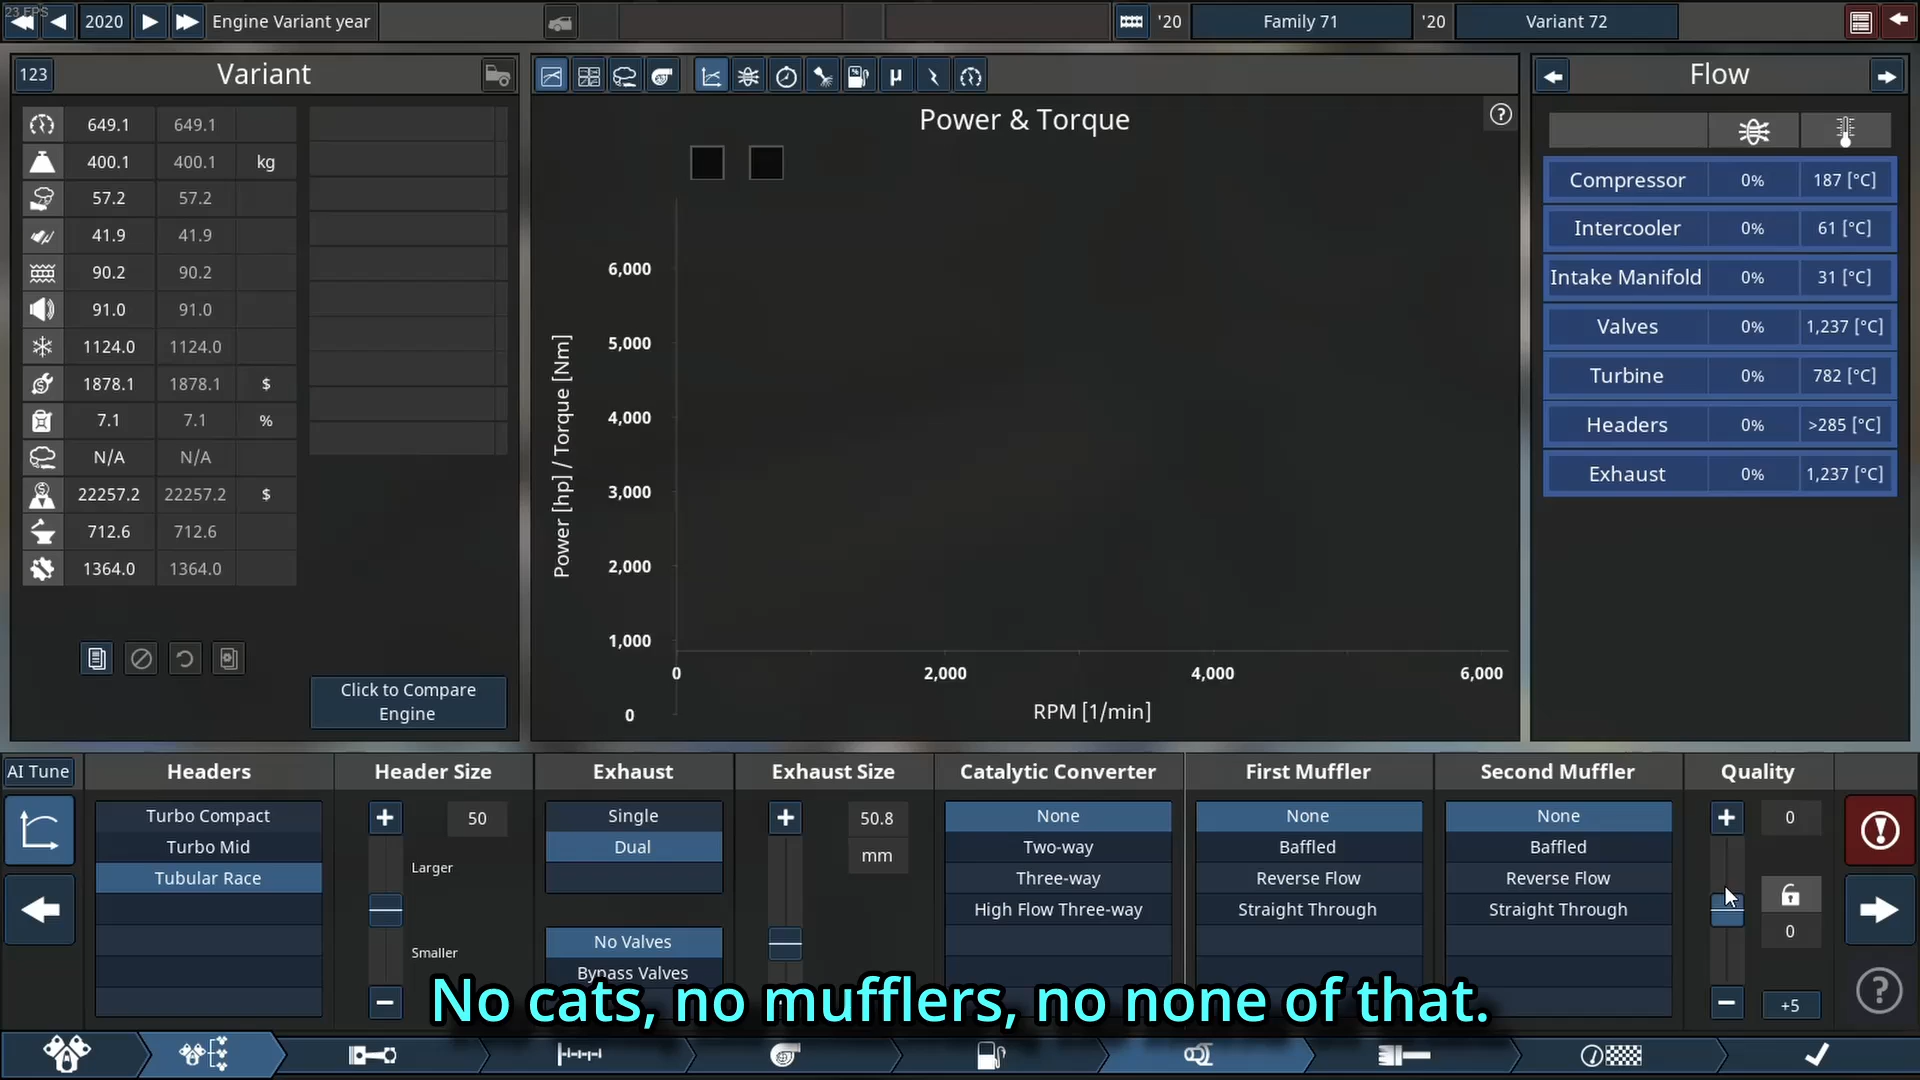 23 FPS
2020
Engine Variant year
'20
Family 71
'20
Variant 72
123
Variant
649.1 649.1
400.1 400.1 kg
57.2 57.2
41.9 41.9
90.2 90.2
91.0 91.0
1124.0 1124.0
1878.1 1878.1 $
7.1 7.1 %
N/A N/A
22257.2 22257.2 $
712.6 712.6
1364.0 1364.0
Click to Compare
Engine
μ
Power & Torque
?
Power [hp] / Torque [Nm]
6,000
5,000
4,000
3,000
2,000
1,000
0
0 2,000 4,000 6,000
RPM [1/min]
Flow
Compressor 0% 187 [°C]
Intercooler 0% 61 [°C]
Intake Manifold 0% 31 [°C]
Valves 0% 1,237 [°C]
Turbine 0% 782 [°C]
Headers 0% >285 [°C]
Exhaust 0% 1,237 [°C]
AI Tune
Headers
Turbo Compact
Turbo Mid
Tubular Race
Header Size
+
50
Larger
Smaller
−
Exhaust
Single
Dual
No Valves
Bypass Valves
Exhaust Size
+
50.8
mm
Catalytic Converter
None
Two-way
Three-way
High Flow Three-way
First Muffler
None
Baffled
Reverse Flow
Straight Through
Second Muffler
None
Baffled
Reverse Flow
Straight Through
Quality
+
0
0
−
+5
!
?
No cats, no mufflers, no none of that.